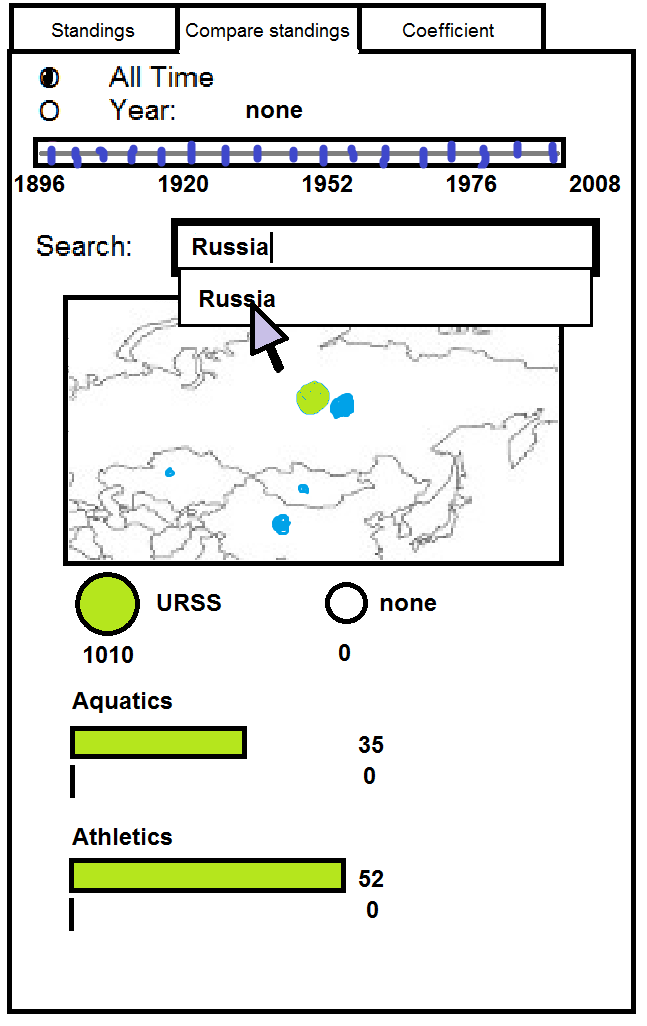 Standings Compare standings Coefficient
All Time
Year: none
1896 1920 1952 1976 2008
Search: Russia
Russia
URSS none
1010 0
Aquatics
35
0
Athletics
52
0